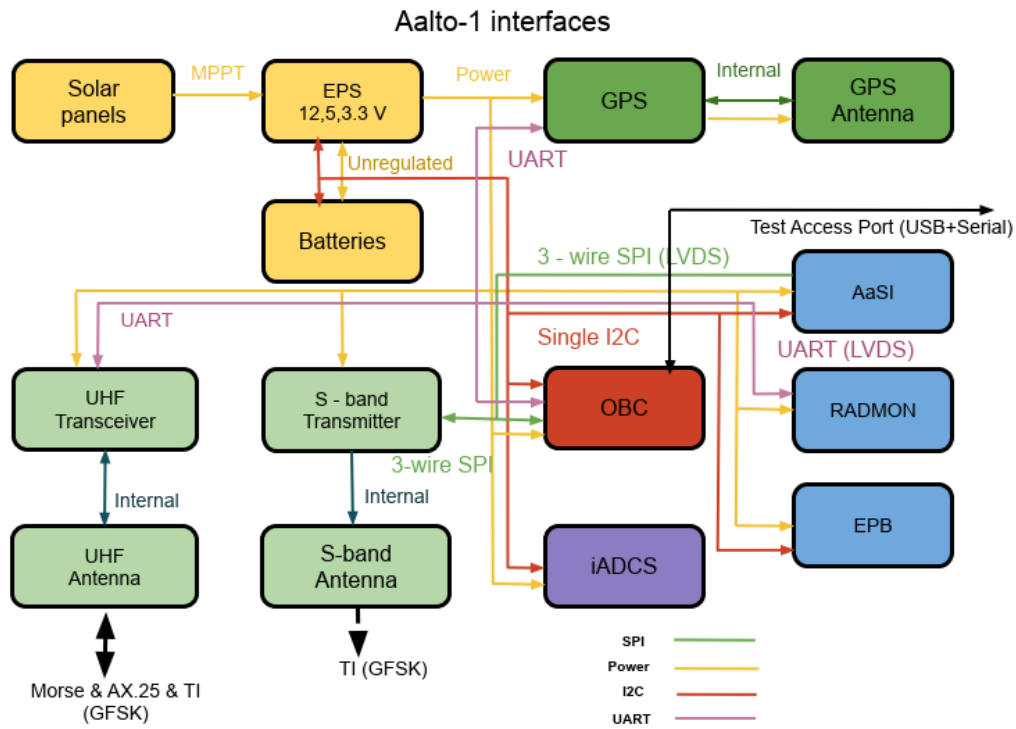 Aalto-1 interfaces
Solar
panels
MPPT
EPS
12,5,3.3 V
Power
GPS
Internal
GPS
Antenna
Unregulated
UART
Batteries
Test Access Port (USB+Serial)
3 - wire SPI (LVDS)
AaSI
UART
Single I2C
UART (LVDS)
UHF
Transceiver
S - band
Transmitter
OBC
RADMON
3-wire SPI
Internal
Internal
EPB
UHF
Antenna
S-band
Antenna
iADCS
TI (GFSK)
Morse & AX.25 & TI
(GFSK)
SPI
Power
I2C
UART